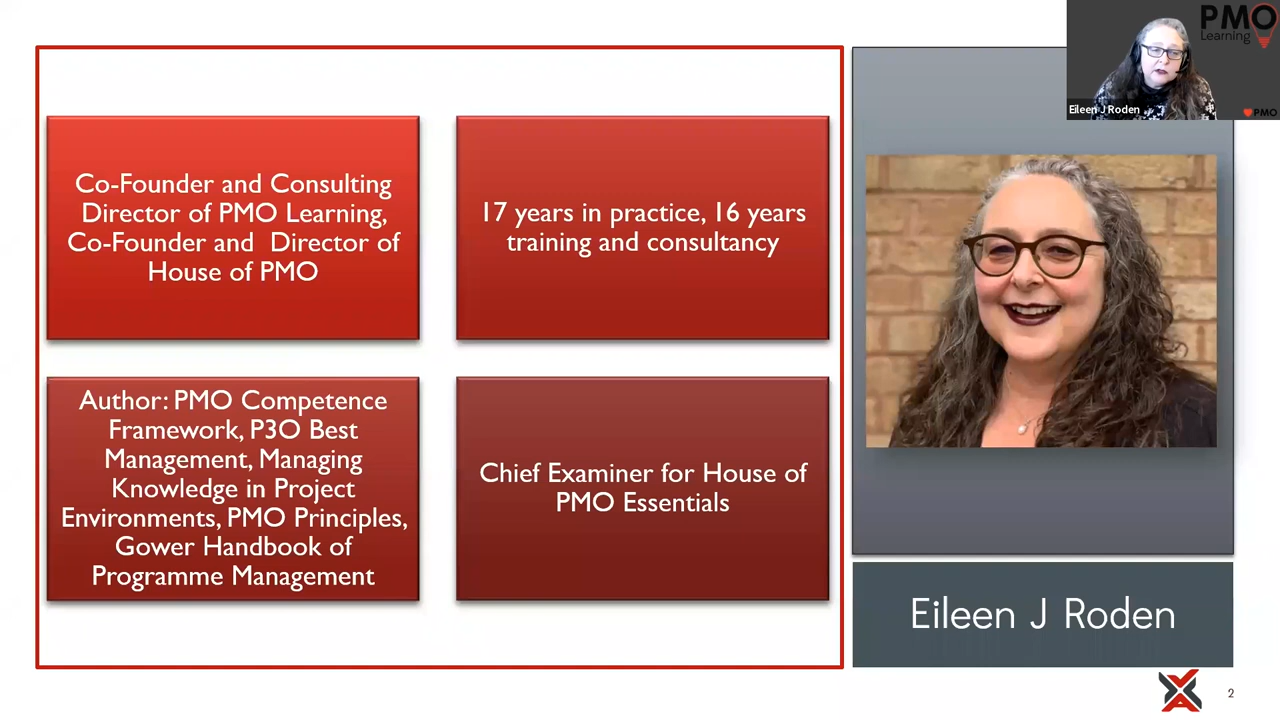 PMO
Learning
Eileen J Roden
PMO
Co-Founder and Consulting
Director of PMO Learning,
Co-Founder and  Director of
House of PMO
17 years in practice, 16 years
training and consultancy
Author: PMO Competence
Framework, P3O Best
Management, Managing
Knowledge in Project
Environments, PMO Principles,
Gower Handbook of
Programme Management
Chief Examiner for House of
PMO Essentials
Eileen J Roden
2